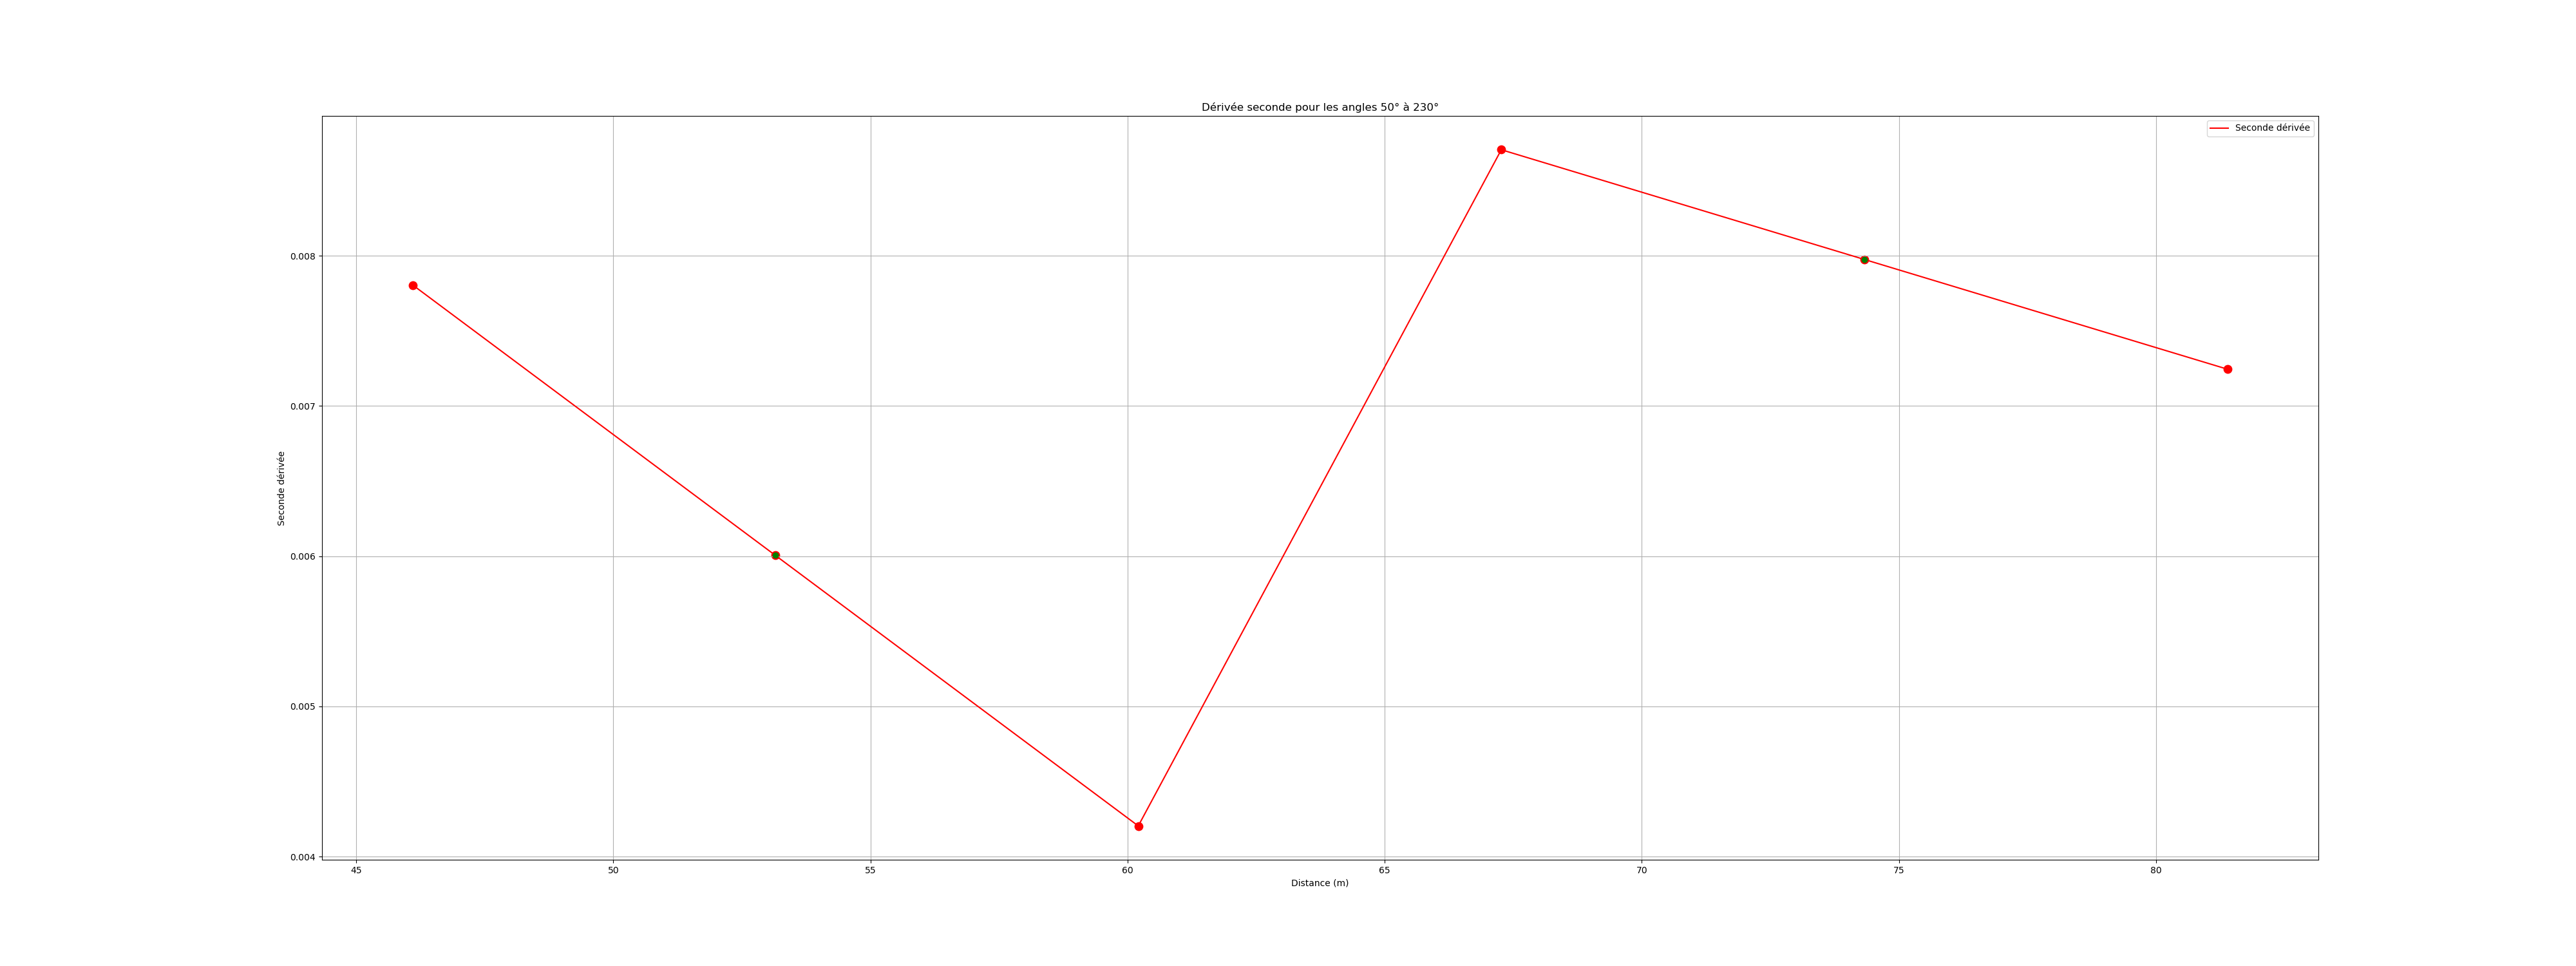 Dérivée seconde pour les angles 50° à 230°
Seconde dérivée
0.008
0.007
0.006
0.005
0.004
Seconde dérivée
45 50 55 60 65 70 75 80
Distance (m)